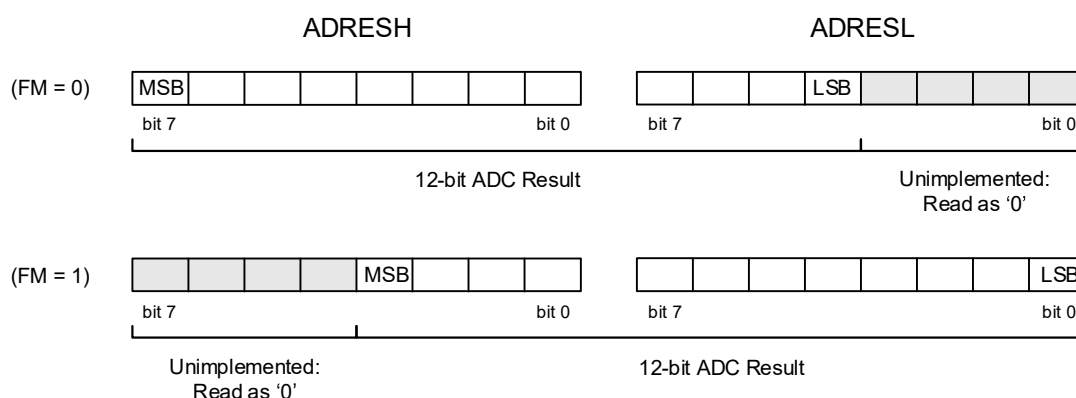 ADRESH ADRESL
(FM = 0) MSB LSB
bit 7 bit 0 bit 7 bit 0
12-bit ADC Result Unimplemented:
Read as ‘0’
(FM = 1) MSB LSB
bit 7 bit 0 bit 7 bit 0
Unimplemented: 12-bit ADC Result
Read as ‘0’